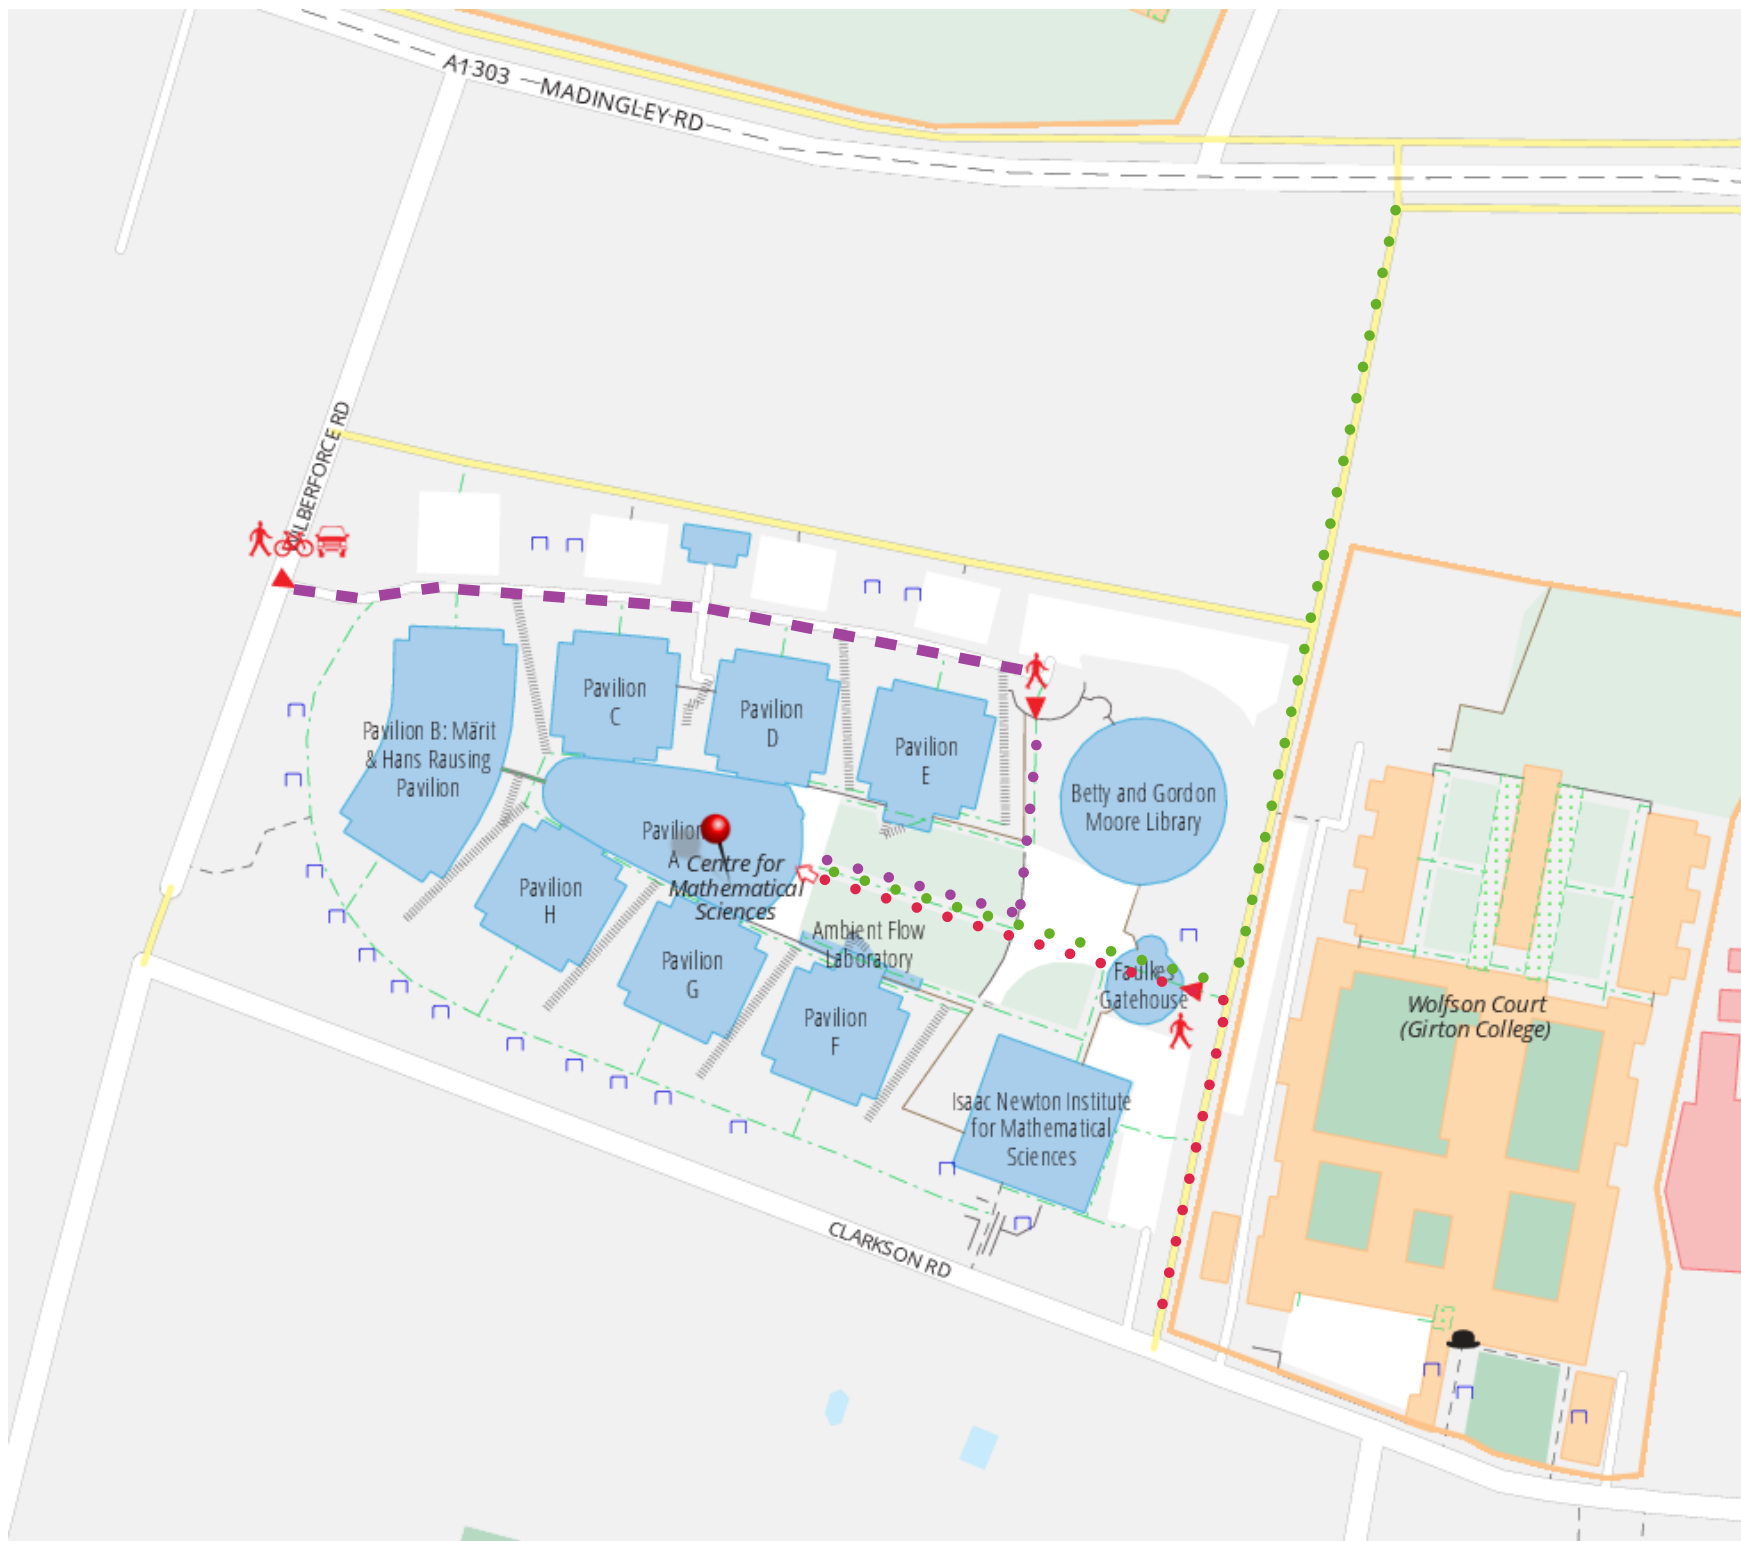 A1303
MADINGLEY RD
WILBERFORCE RD
Pavilion
C
Pavilion
D
Pavilion B: Märit
& Hans Rausing
Pavilion
Pavilion
E
Betty and Gordon
Moore Library
Pavilion
A
Centre for
Mathematical
Sciences
Pavilion
H
Ambient Flow
Laboratory
Pavilion
G
Faulkes
Gatehouse
Pavilion
F
Wolfson Court
(Girton College)
Isaac Newton Institute
for Mathematical
Sciences
CLARKSON RD